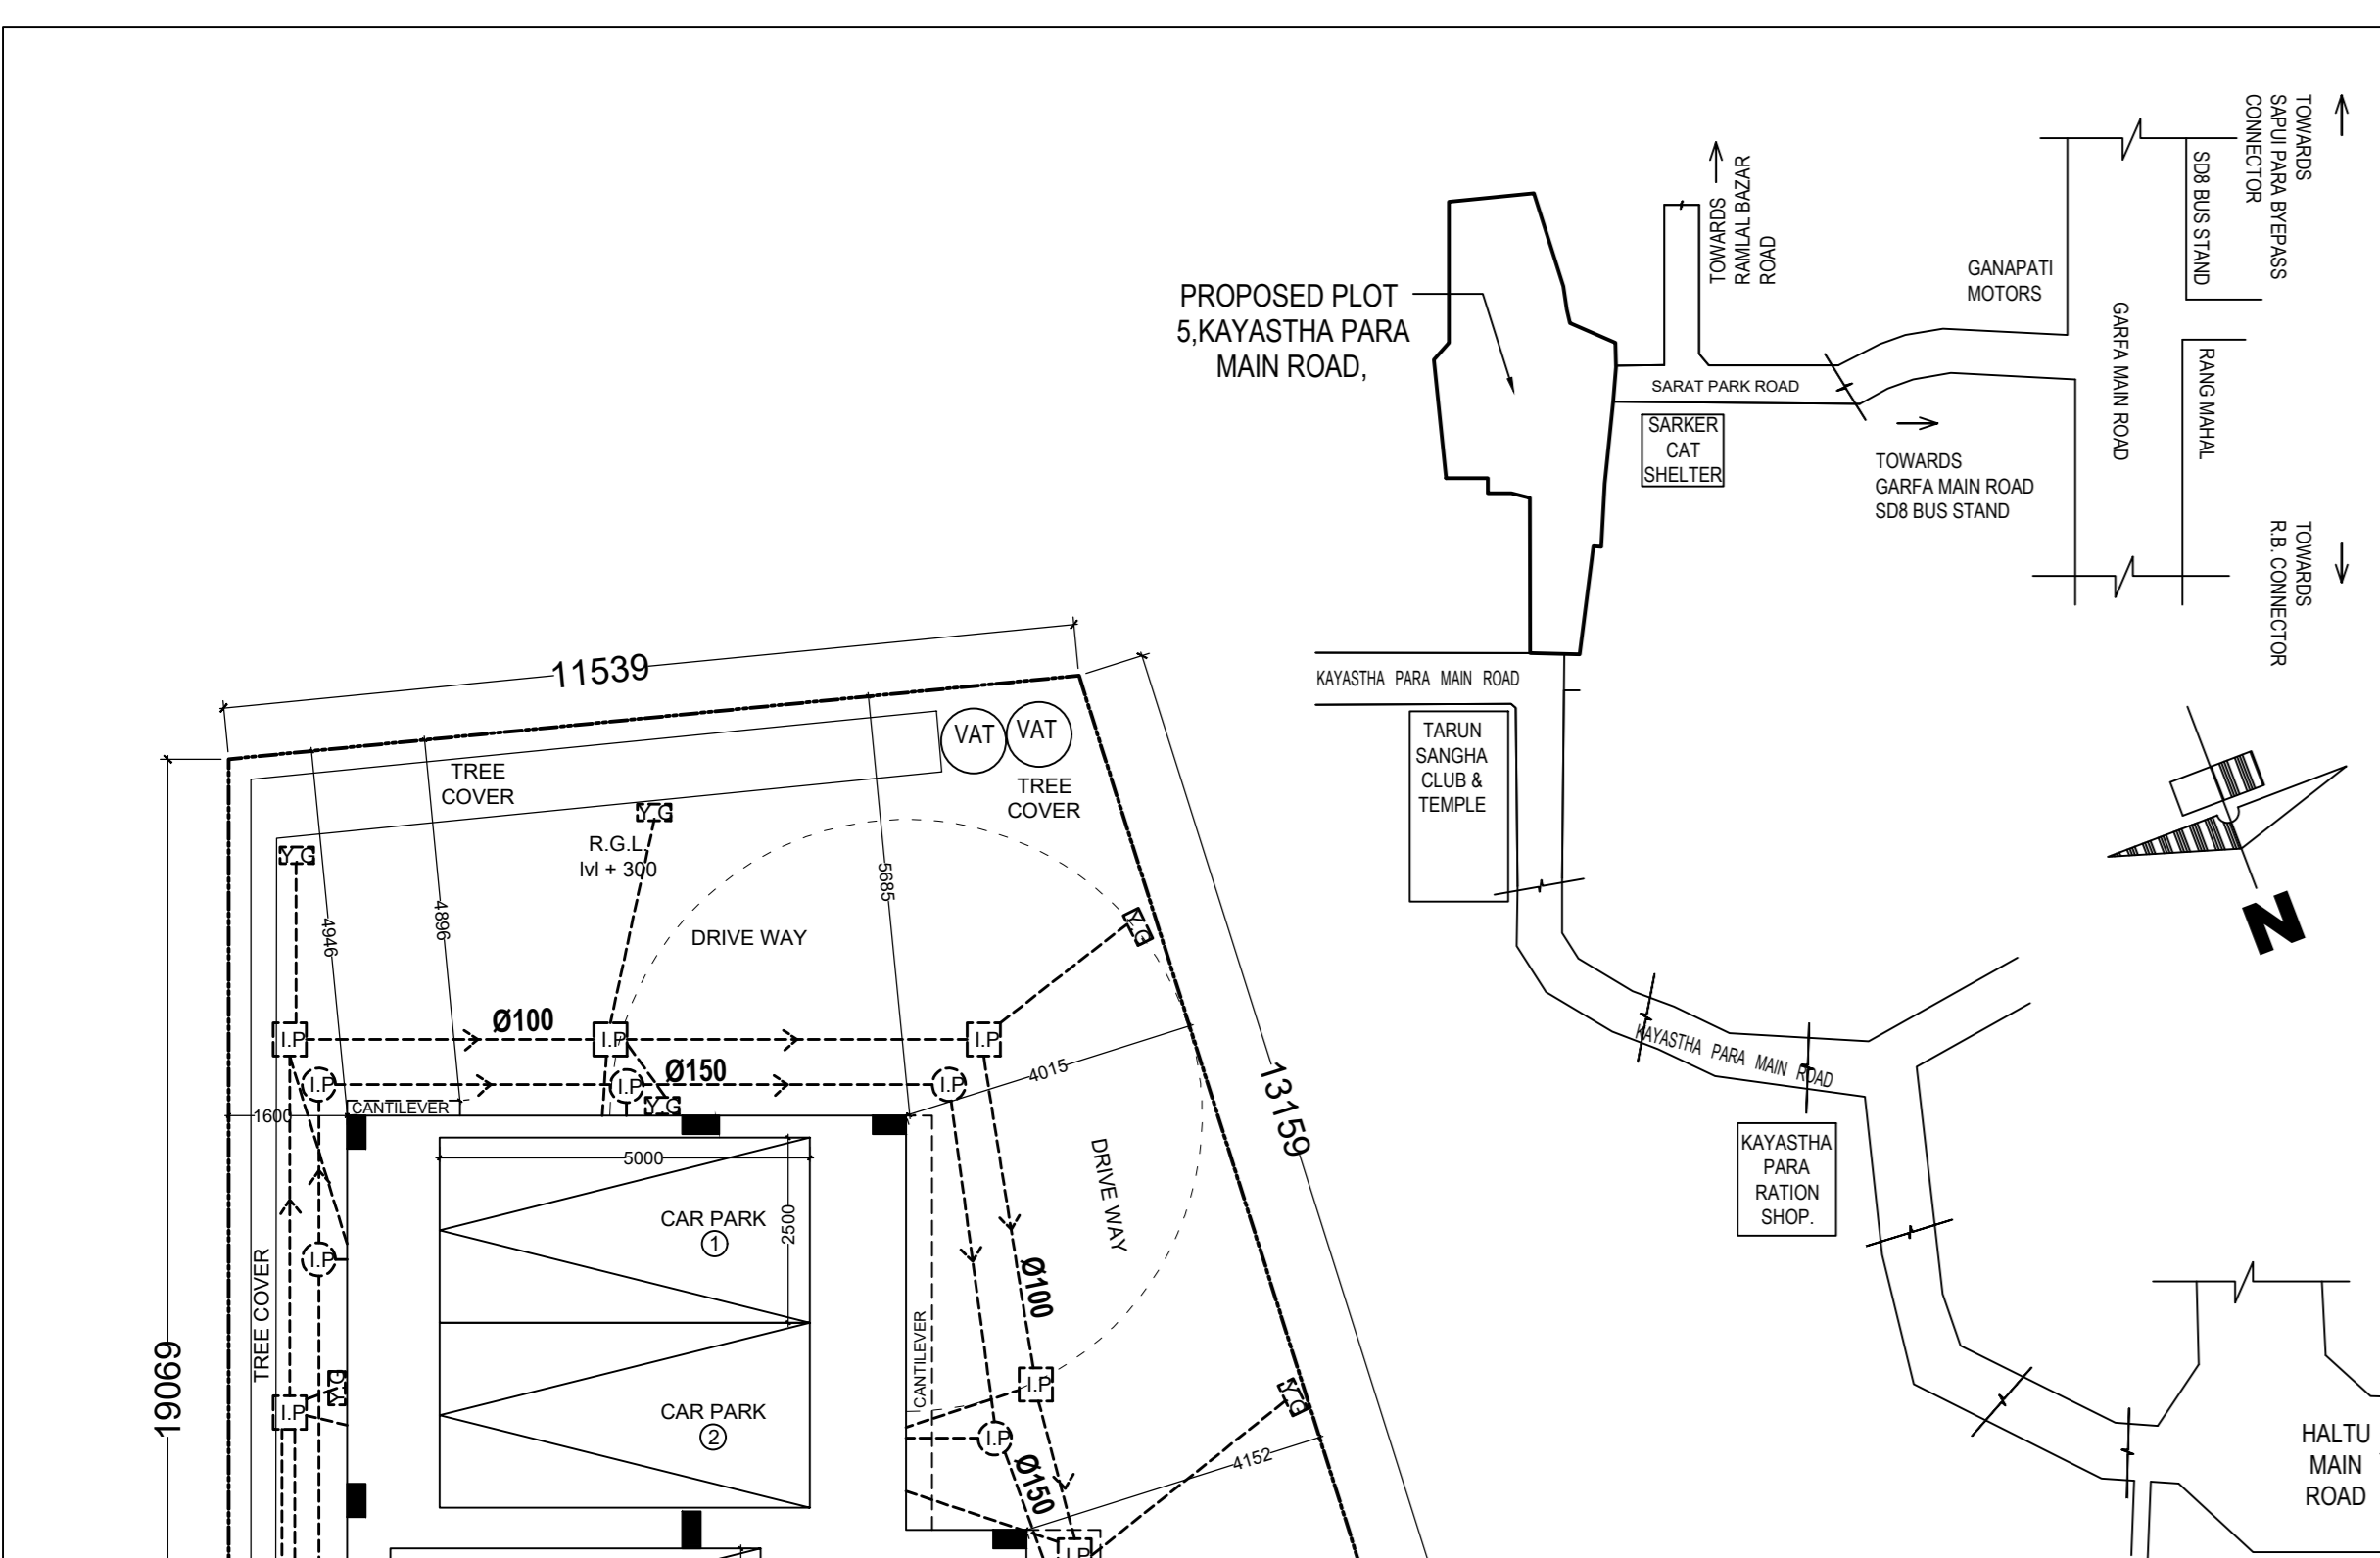 TOWARDS
SAPUI PARA BYEPASS
CONNECTOR
SD8 BUS STAND
TOWARDS
RAMLAL BAZAR
ROAD
GANAPATI
MOTORS
PROPOSED PLOT
5,KAYASTHA PARA
MAIN ROAD,
GARFA MAIN ROAD
RANG MAHAL
SARAT PARK ROAD
SARKER
CAT
SHELTER
TOWARDS
GARFA MAIN ROAD
SD8 BUS STAND
TOWARDS
R.B. CONNECTOR
KAYASTHA PARA MAIN ROAD
TARUN
SANGHA
CLUB &
TEMPLE
N
KAYASTHA PARA MAIN ROAD
KAYASTHA
PARA
RATION
SHOP.
HALTU
MAIN
ROAD
11539
VAT
VAT
TREE
COVER
TREE
COVER
Y.G
R.G.L.
lvl + 300
Y.G
5685
4946
4896
Y.G
DRIVE WAY
Ø100
I.P
I.P
I.P
4015
Ø150
I.P
I.P
I.P
13159
1600
CANTILEVER
Y.G
5000
DRIVE WAY
CAR PARK
1
2500
I.P
Ø100
TREE COVER
CANTILEVER
19069
Y.G
I.P
I.P
Y.G
CAR PARK
2
I.P
4152
Ø150
I.P